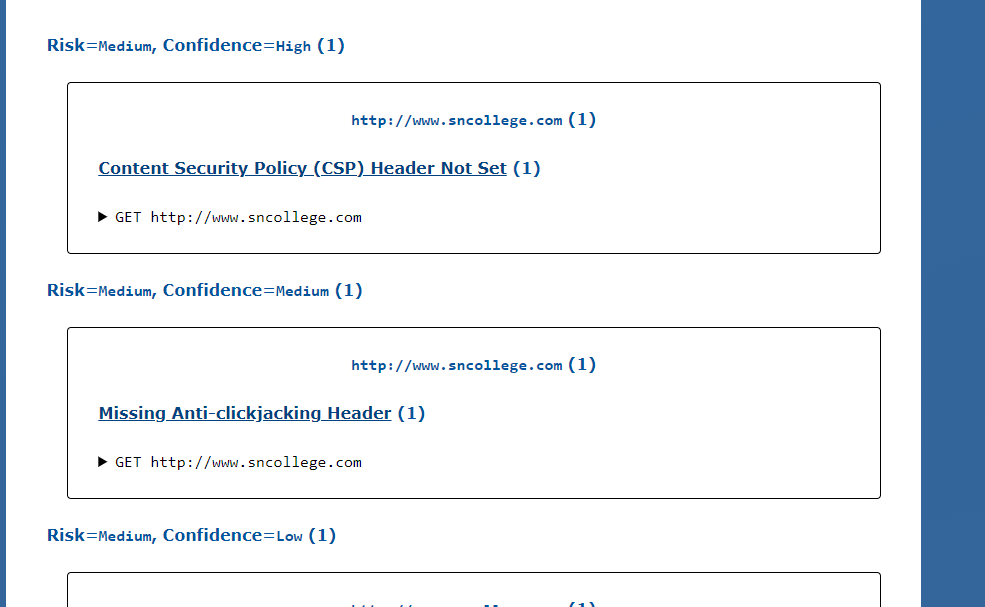 Risk=Medium, Confidence=High (1)
http://www.sncollege.com (1)
Content Security Policy (CSP) Header Not Set (1)
▶ GET http://www.sncollege.com
Risk=Medium, Confidence=Medium (1)
http://www.sncollege.com (1)
Missing Anti-clickjacking Header (1)
▶ GET http://www.sncollege.com
Risk=Medium, Confidence=Low (1)